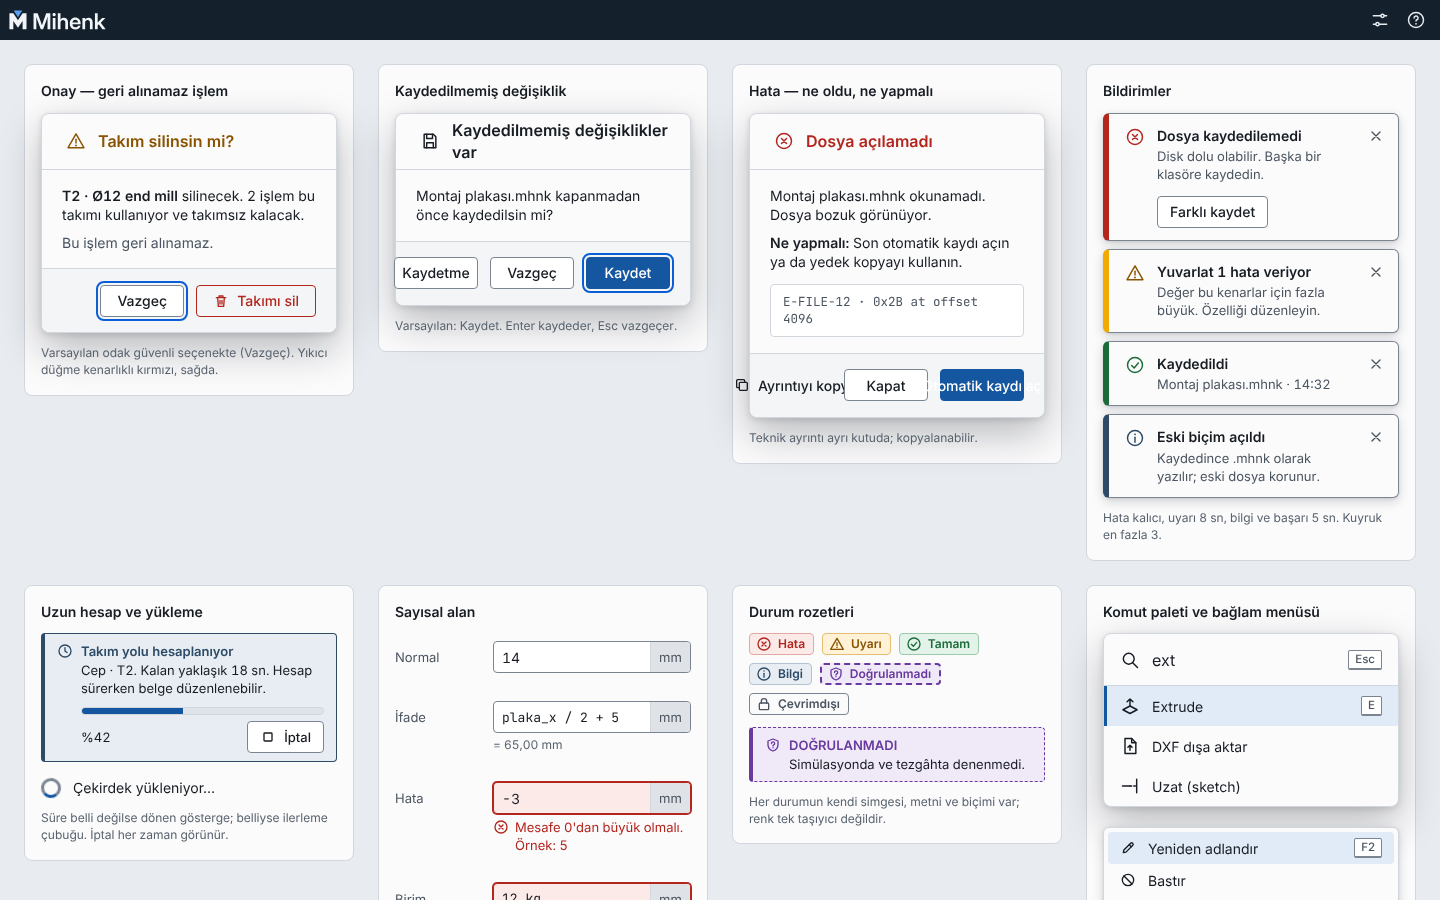 Mihenk
Onay — geri alınamaz işlem
Takım silinsin mi?
T2 · Ø12 end mill silinecek. 2 işlem bu
takımı kullanıyor ve takımsız kalacak.
Bu işlem geri alınamaz.
Vazgeç
Takımı sil
Varsayılan odak güvenli seçenekte (Vazgeç). Yıkıcı
düğme kenarlıklı kırmızı, sağda.
Kaydedilmemiş değişiklik
Kaydedilmemiş değişiklikler
var
Montaj plakası.mhnk kapanmadan
önce kaydedilsin mi?
Kaydetme
Vazgeç
Kaydet
Varsayılan: Kaydet. Enter kaydeder, Esc vazgeçer.
Hata — ne oldu, ne yapmalı
Dosya açılamadı
Montaj plakası.mhnk okunamadı.
Dosya bozuk görünüyor.
Ne yapmalı: Son otomatik kaydı açın
ya da yedek kopyayı kullanın.
E-FILE-12 · 0x2B at offset
4096
Ayrıntıyı kopy
Kapat
tomatik kaydı aç
Teknik ayrıntı ayrı kutuda; kopyalanabilir.
Bildirimler
Dosya kaydedilemedi
Disk dolu olabilir. Başka bir
klasöre kaydedin.
Farklı kaydet
Yuvarlat 1 hata veriyor
Değer bu kenarlar için fazla
büyük. Özelliği düzenleyin.
Kaydedildi
Montaj plakası.mhnk · 14:32
Eski biçim açıldı
Kaydedince .mhnk olarak
yazılır; eski dosya korunur.
Hata kalıcı, uyarı 8 sn, bilgi ve başarı 5 sn. Kuyruk
en fazla 3.
Uzun hesap ve yükleme
Takım yolu hesaplanıyor
Cep · T2. Kalan yaklaşık 18 sn. Hesap
sürerken belge düzenlenebilir.
%42
İptal
Çekirdek yükleniyor...
Süre belli değilse dönen gösterge; belliyse ilerleme
çubuğu. İptal her zaman görünür.
Sayısal alan
Normal
14
mm
İfade
plaka_x / 2 + 5
mm
= 65,00 mm
Hata
-3
mm
Mesafe 0'dan büyük olmalı.
Örnek: 5
Birim
12 kg
mm
Durum rozetleri
Hata
Uyarı
Tamam
Bilgi
Doğrulanmadı
Çevrimdışı
DOĞRULANMADI
Simülasyonda ve tezgâhta denenmedi.
Her durumun kendi simgesi, metni ve biçimi var;
renk tek taşıyıcı değildir.
Komut paleti ve bağlam menüsü
ext
Esc
Extrude
E
DXF dışa aktar
Uzat (sketch)
Yeniden adlandır
F2
Bastır